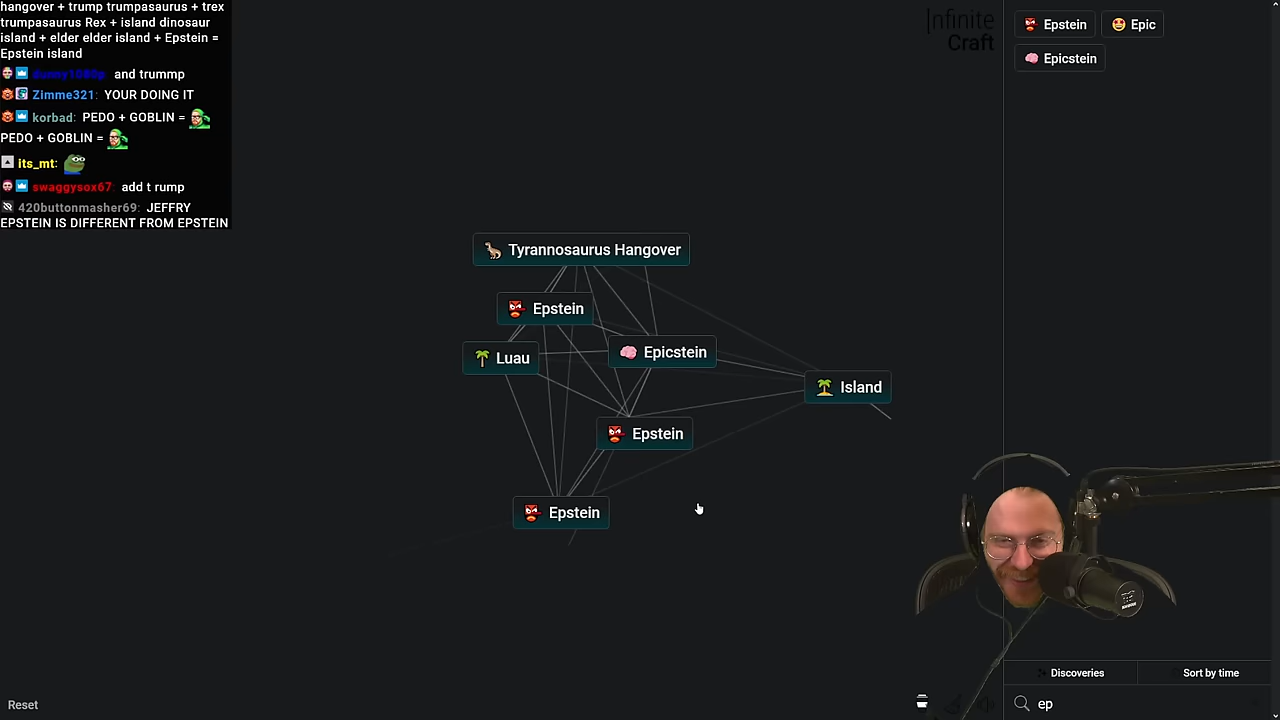 hangover + trump trumpasaurus + trex
trumpasaurus Rex + island dinosaur
island + elder elder island + Epstein =
Epstein island
dunny1080p: and trummp
Zimme321: YOUR DOING IT
korbad: PEDO + GOBLIN =
PEDO + GOBLIN =
its_mt:
swaggysox67: add t rump
420buttonmasher69: JEFFRY
EPSTEIN IS DIFFERENT FROM EPSTEIN
Infinite
Craft
Epstein
Epic
Epicstein
Tyrannosaurus Hangover
Epstein
Luau
Epicstein
Island
Epstein
Epstein
Discoveries
Sort by time
Reset
ep